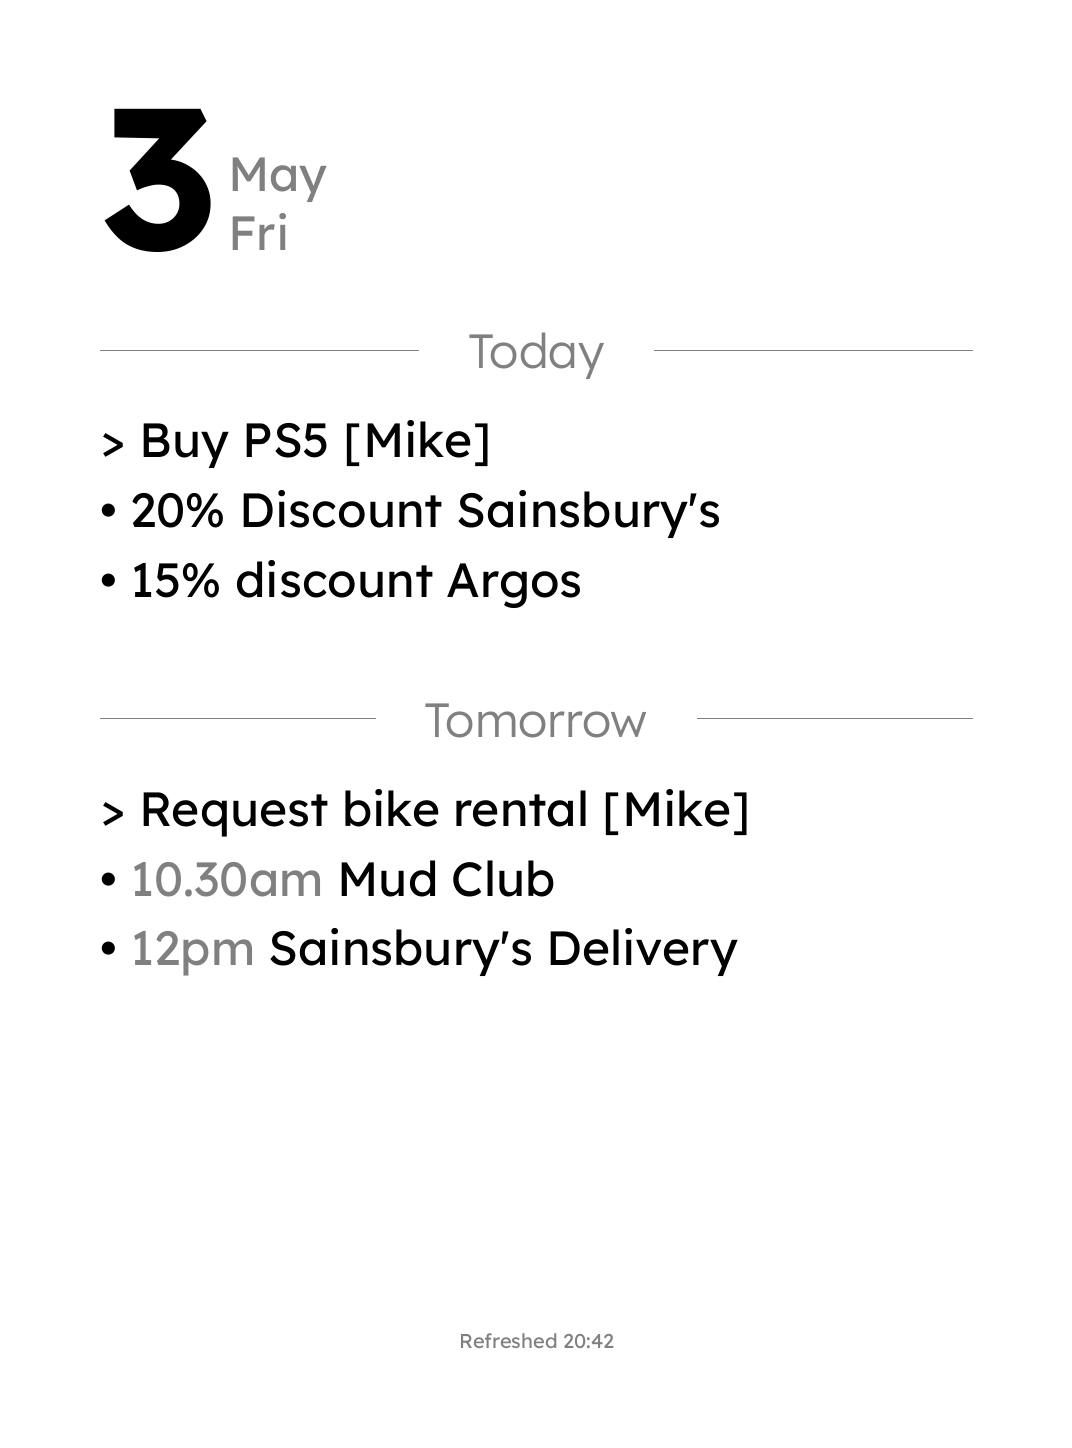 3
May
Fri
Today
> Buy PS5 [Mike]
• 20% Discount Sainsbury's
• 15% discount Argos
Tomorrow
> Request bike rental [Mike]
• 10.30am Mud Club
• 12pm Sainsbury's Delivery
Refreshed 20:42